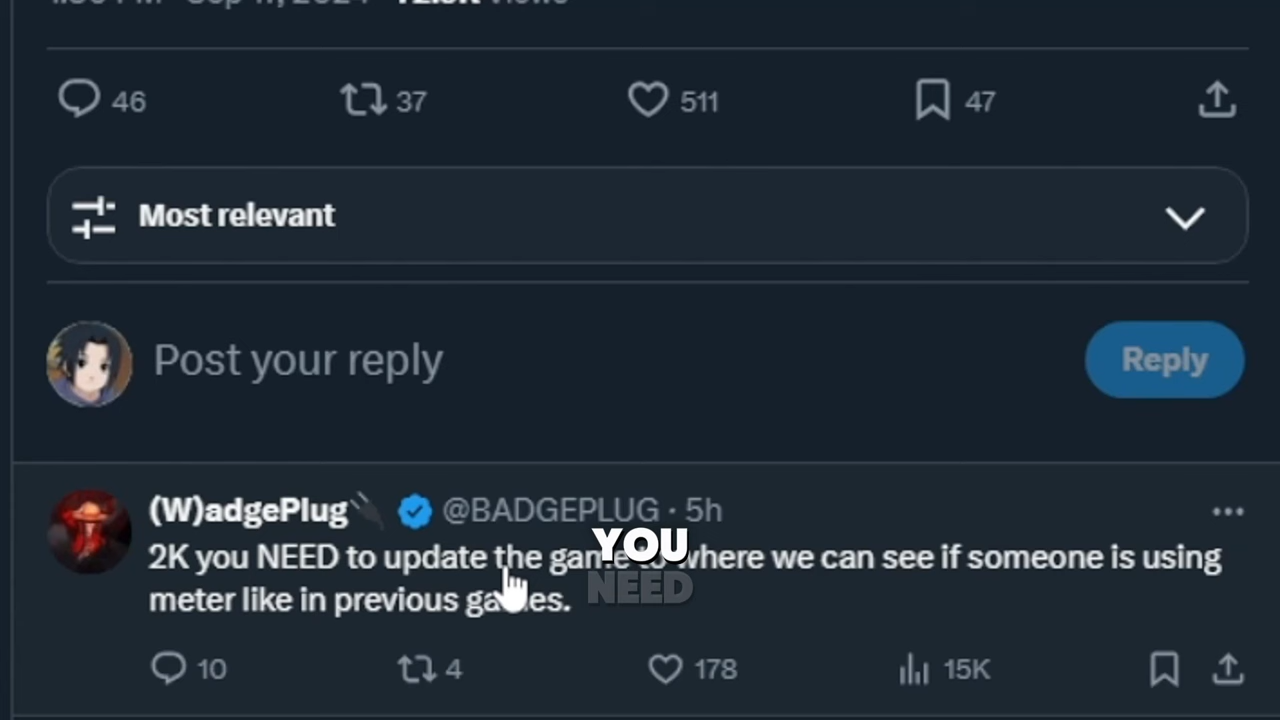 46 37 511 47
Most relevant
Post your reply
Reply
(W)adgePlug @BADGEPLUG · 5h
2K you NEED to update the game to where we can see if someone is using
meter like in previous games.
YOU
NEED
10 4 178 15K